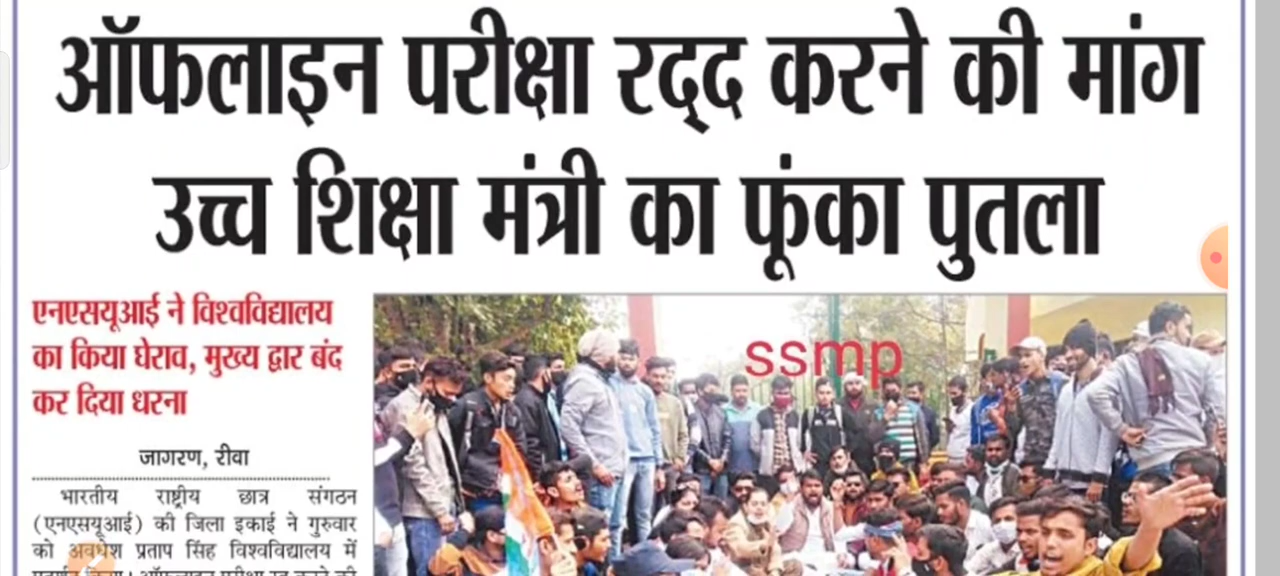 ऑफलाइन परीक्षा रद्द करने की मांग
उच्च शिक्षा मंत्री का फूंका पुतला
एनएसयूआई ने विश्वविद्यालय
का किया घेराव, मुख्य द्वार बंद
कर दिया धरना
जागरण, रीवा
भारतीय राष्ट्रीय छात्र संगठन
(एनएसयूआई) की जिला इकाई ने गुरुवार
को अवधेश प्रताप सिंह विश्वविद्यालय में
ssmp